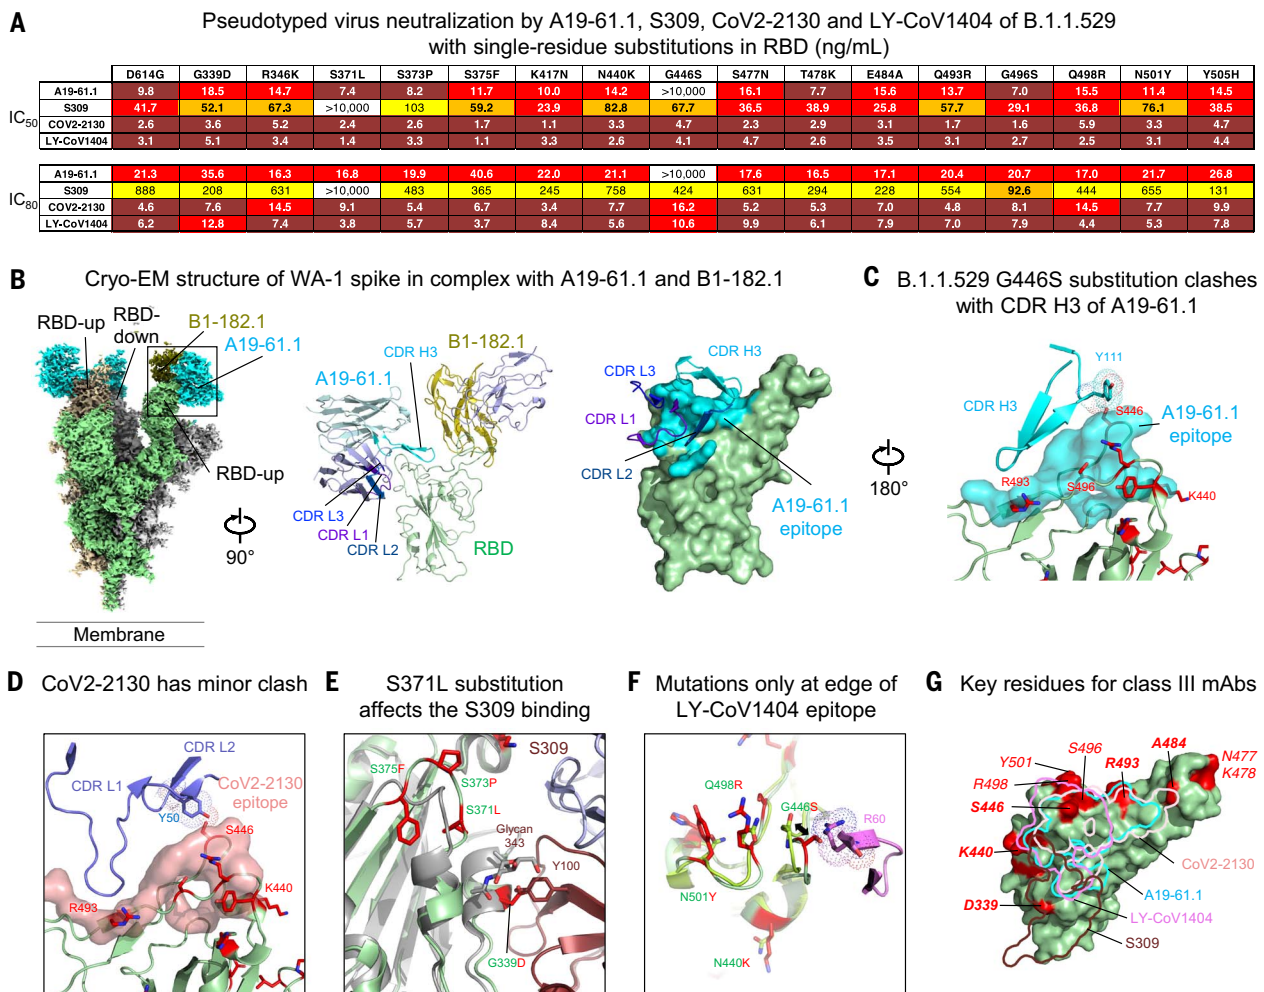 A
Pseudotyped virus neutralization by A19-61.1, S309, CoV2-2130 and LY-CoV1404 of B.1.1.529
with single-residue substitutions in RBD (ng/mL)
D614G G339D R346K S371L S373P S375F K417N N440K G446S S477N T478K E484A Q493R G496S Q498R N501Y Y505H
IC50
A19-61.1 9.8 18.5 14.7 7.4 8.2 11.7 10.0 14.2 >10,000 16.1 7.7 15.6 13.7 7.0 15.5 11.4 14.5
S309 41.7 52.1 67.3 >10,000 103 59.2 23.9 82.8 67.7 36.5 38.9 25.8 57.7 29.1 36.8 76.1 38.5
COV2-2130 2.6 3.6 5.2 2.4 2.6 1.7 1.1 3.3 4.7 2.3 2.9 3.1 1.7 1.6 5.9 3.3 4.7
LY-CoV1404 3.1 5.1 3.4 1.4 3.3 1.1 3.3 2.6 4.1 4.7 2.6 3.5 3.1 2.7 2.5 3.1 4.4
IC80
A19-61.1 21.3 35.6 16.3 16.8 19.9 40.6 22.0 21.1 >10,000 17.6 16.5 17.1 20.4 20.7 17.0 21.7 26.8
S309 888 208 631 >10,000 483 365 245 758 424 631 294 228 554 92.6 444 655 131
COV2-2130 4.6 7.6 14.5 9.1 5.4 6.7 3.4 7.7 16.2 5.2 5.3 7.0 4.8 8.1 14.5 7.7 9.9
LY-CoV1404 6.2 12.8 7.4 3.8 5.7 3.7 8.4 5.6 10.6 9.9 6.1 7.9 7.0 7.9 4.4 5.3 7.8
B
Cryo-EM structure of WA-1 spike in complex with A19-61.1 and B1-182.1
RBD-up
RBD-
down
B1-182.1
A19-61.1
RBD-up
90°
Membrane
A19-61.1
CDR H3
B1-182.1
CDR L3
CDR L1
CDR L2
RBD
CDR H3
CDR L3
CDR L1
CDR L2
A19-61.1
epitope
180°
C
B.1.1.529 G446S substitution clashes
with CDR H3 of A19-61.1
Y111
CDR H3
S446
A19-61.1
epitope
R493
S496
K440
D
CoV2-2130 has minor clash
CDR L2
CDR L1
CoV2-2130
epitope
Y50
S446
R493
K440
E
S371L substitution
affects the S309 binding
S309
S375F
S373P
S371L
Glycan
343
Y100
G339D
F
Mutations only at edge of
LY-CoV1404 epitope
Q498R
G446S
R60
N501Y
N440K
G
Key residues for class III mAbs
Y501
S496
R493
A484
N477
K478
R498
S446
K440
D339
CoV2-2130
A19-61.1
LY-CoV1404
S309